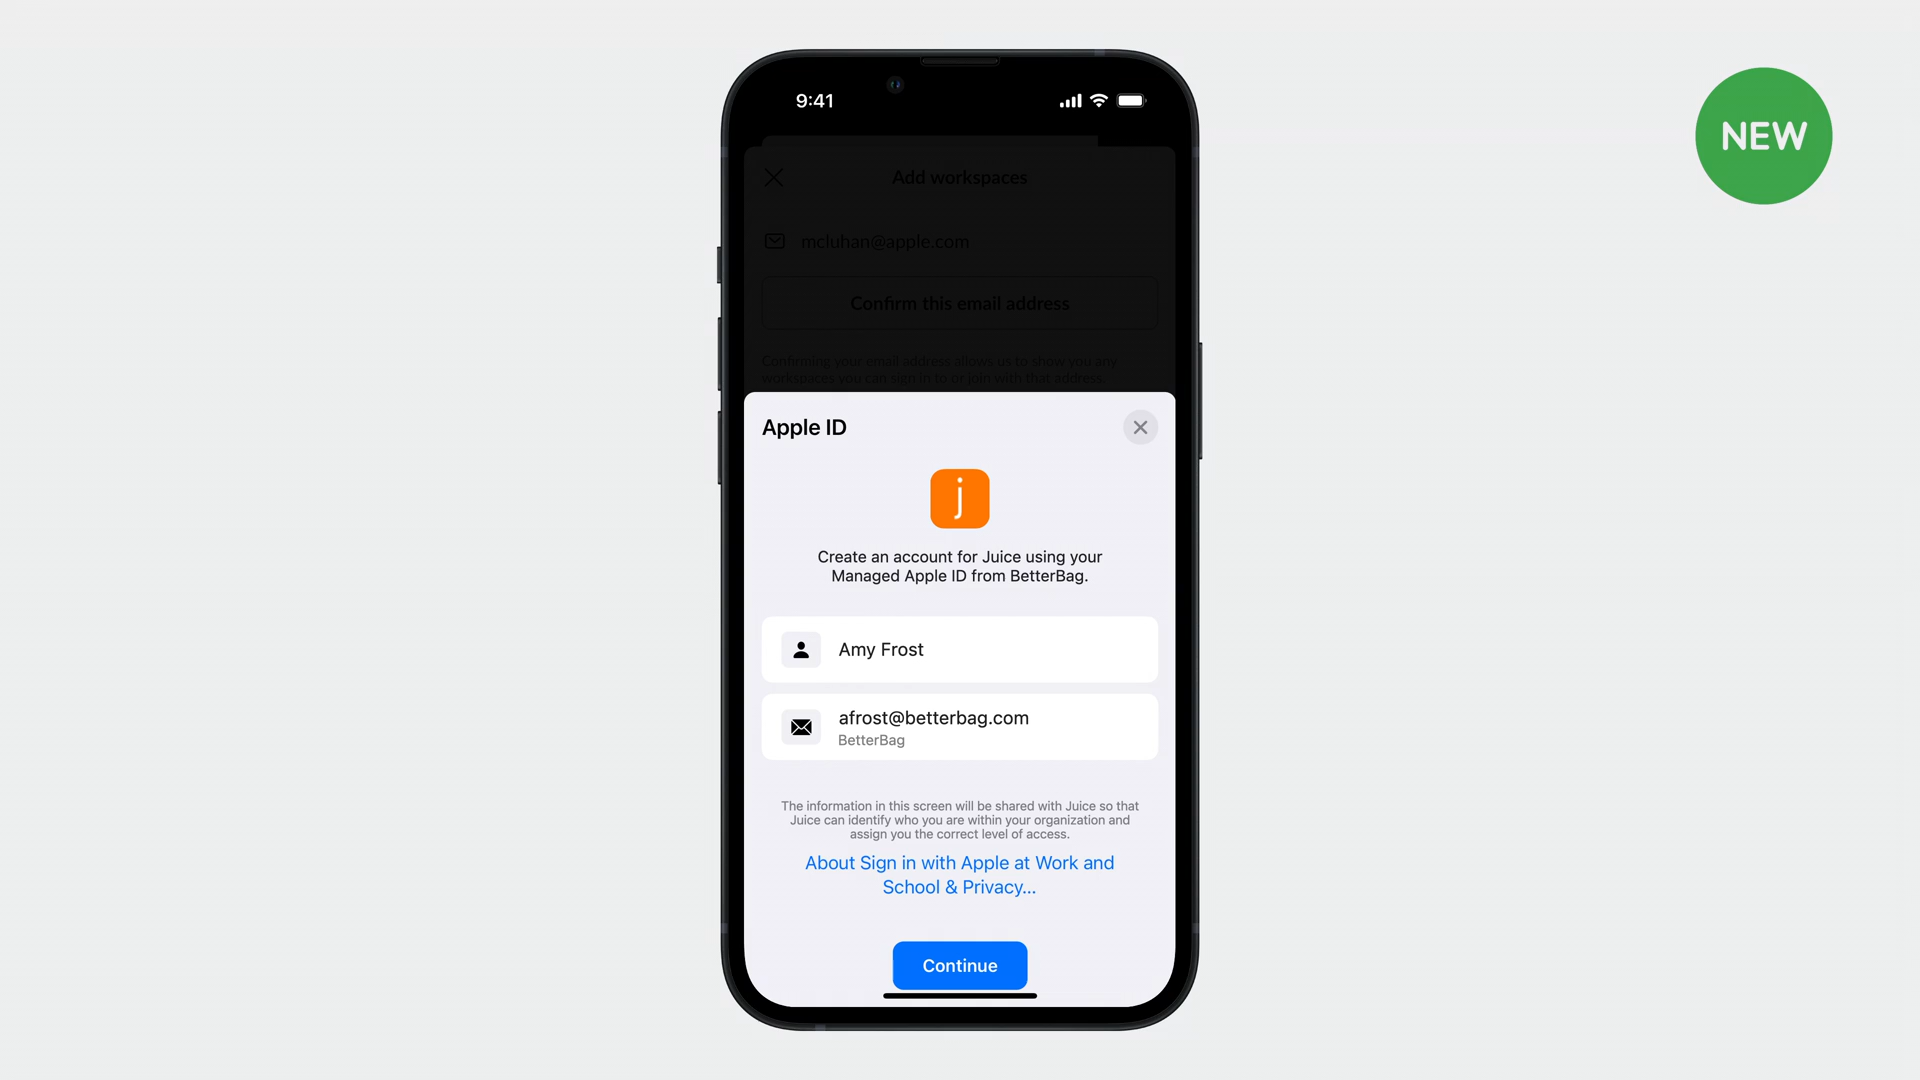 9:41
NEW
Add workspaces
mcluhan@apple.com
Confirm this email address
Confirming your email address allows us to show you any
workspaces you can sign in to or join with that address.
Apple ID
j
Create an account for Juice using your
Managed Apple ID from BetterBag.
Amy Frost
afrost@betterbag.com
BetterBag
The information in this screen will be shared with Juice so that
Juice can identify who you are within your organization and
assign you the correct level of access.
About Sign in with Apple at Work and
School & Privacy...
Continue